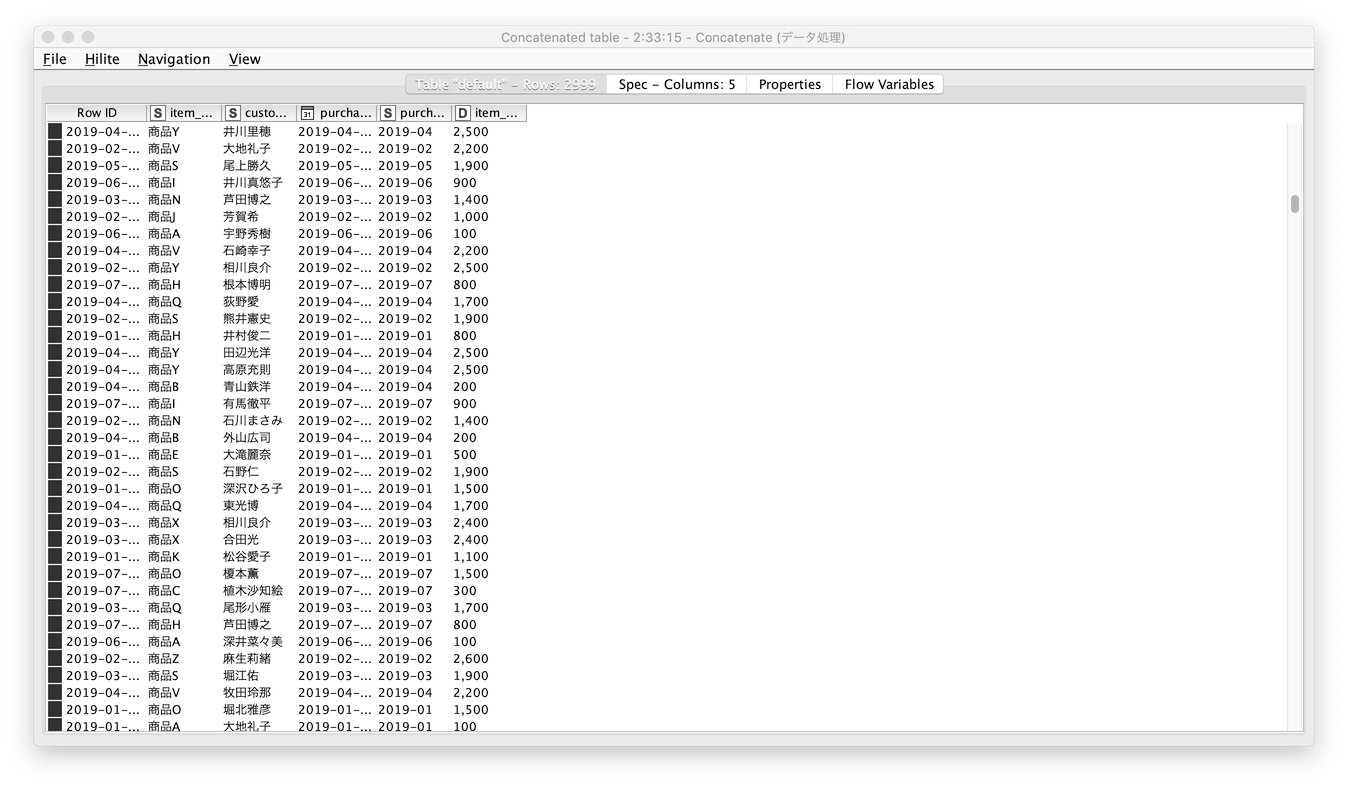 Concatenated table - 2:33:15 - Concatenate (データ処理)
File Hilite Navigation View
Table "default" - Rows: 2999 Spec - Columns: 5 Properties Flow Variables
Row ID S item_... S custo... 31 purcha... S purch... D item_...
2019-04-... 商品Y 井川里穂 2019-04-... 2019-04 2,500
2019-02-... 商品V 大地礼子 2019-02-... 2019-02 2,200
2019-05-... 商品S 尾上勝久 2019-05-... 2019-05 1,900
2019-06-... 商品I 井川真悠子 2019-06-... 2019-06 900
2019-03-... 商品N 芦田博之 2019-03-... 2019-03 1,400
2019-02-... 商品J 芳賀希 2019-02-... 2019-02 1,000
2019-06-... 商品A 宇野秀樹 2019-06-... 2019-06 100
2019-04-... 商品V 石崎幸子 2019-04-... 2019-04 2,200
2019-02-... 商品Y 相川良介 2019-02-... 2019-02 2,500
2019-07-... 商品H 根本博明 2019-07-... 2019-07 800
2019-04-... 商品Q 荻野愛 2019-04-... 2019-04 1,700
2019-02-... 商品S 熊井憲史 2019-02-... 2019-02 1,900
2019-01-... 商品H 井村俊二 2019-01-... 2019-01 800
2019-04-... 商品Y 田辺光洋 2019-04-... 2019-04 2,500
2019-04-... 商品Y 高原充則 2019-04-... 2019-04 2,500
2019-04-... 商品B 青山鉄洋 2019-04-... 2019-04 200
2019-07-... 商品I 有馬徹平 2019-07-... 2019-07 900
2019-02-... 商品N 石川まさみ 2019-02-... 2019-02 1,400
2019-04-... 商品B 外山広司 2019-04-... 2019-04 200
2019-01-... 商品E 大滝麗奈 2019-01-... 2019-01 500
2019-02-... 商品S 石野仁 2019-02-... 2019-02 1,900
2019-01-... 商品O 深沢ひろ子 2019-01-... 2019-01 1,500
2019-04-... 商品Q 東光博 2019-04-... 2019-04 1,700
2019-03-... 商品X 相川良介 2019-03-... 2019-03 2,400
2019-03-... 商品X 合田光 2019-03-... 2019-03 2,400
2019-01-... 商品K 松谷愛子 2019-01-... 2019-01 1,100
2019-07-... 商品O 榎本薫 2019-07-... 2019-07 1,500
2019-07-... 商品C 植木沙知絵 2019-07-... 2019-07 300
2019-03-... 商品Q 尾形小雁 2019-03-... 2019-03 1,700
2019-07-... 商品H 芦田博之 2019-07-... 2019-07 800
2019-06-... 商品A 深井菜々美 2019-06-... 2019-06 100
2019-02-... 商品Z 麻生莉緒 2019-02-... 2019-02 2,600
2019-03-... 商品S 堀江佑 2019-03-... 2019-03 1,900
2019-04-... 商品V 牧田玲那 2019-04-... 2019-04 2,200
2019-01-... 商品O 堀北雅彦 2019-01-... 2019-01 1,500
2019-01-... 商品A 大地礼子 2019-01-... 2019-01 100